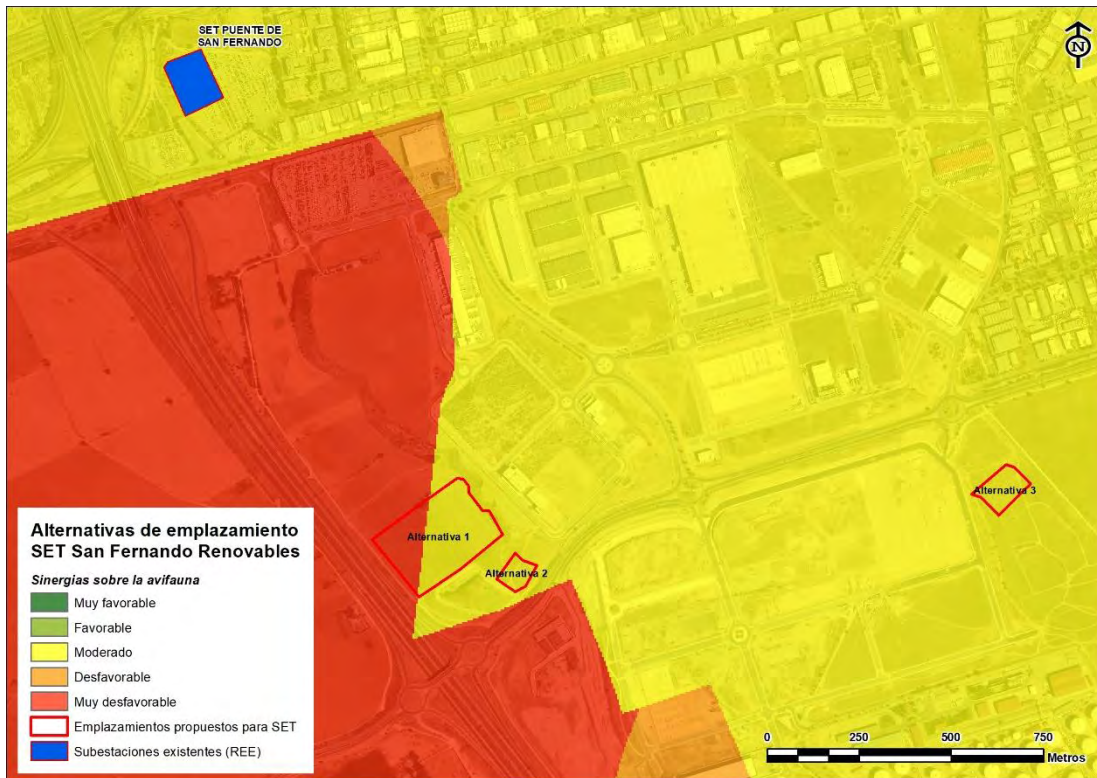 SET PUENTE DE
SAN FERNANDO
N
Alternativa 3
Alternativa 1
Alternativa 2
Alternativas de emplazamiento
SET San Fernando Renovables
Sinergias sobre la avifauna
Muy favorable
Favorable
Moderado
Desfavorable
Muy desfavorable
Emplazamientos propuestos para SET
Subestaciones existentes (REE)
0 250 500 750
Metros